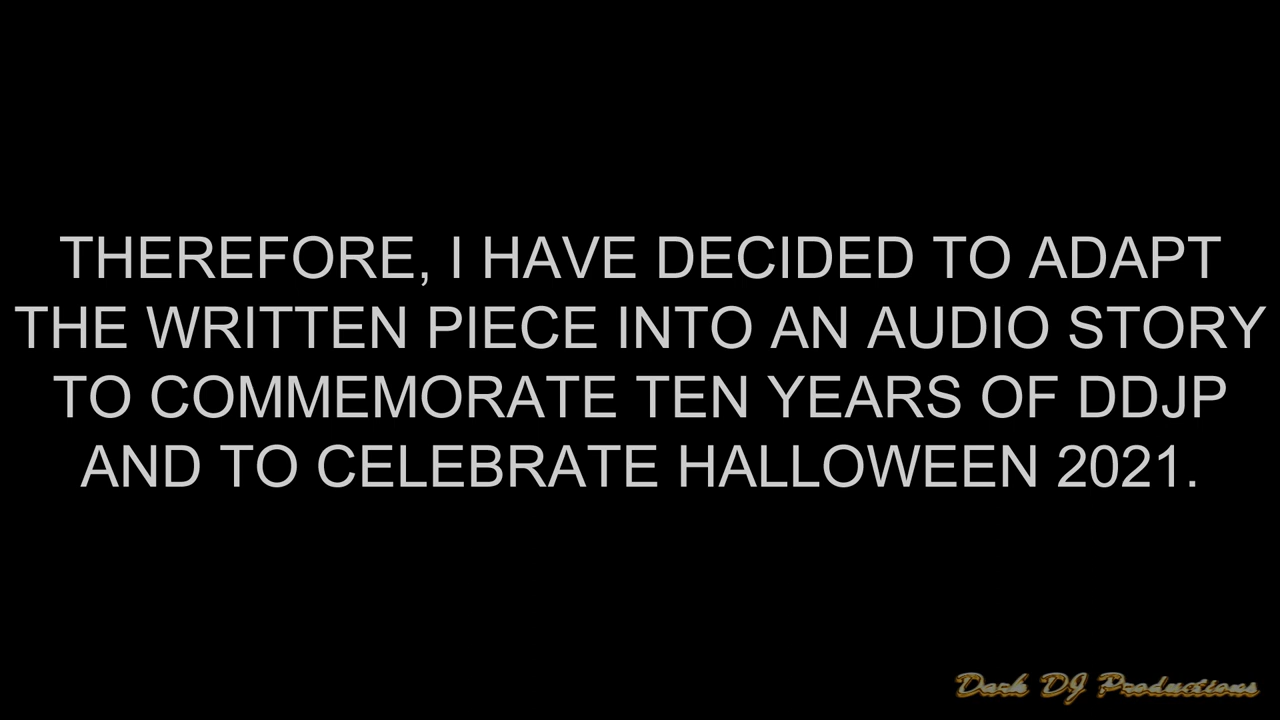 THEREFORE, I HAVE DECIDED TO ADAPT
THE WRITTEN PIECE INTO AN AUDIO STORY
TO COMMEMORATE TEN YEARS OF DDJP
AND TO CELEBRATE HALLOWEEN 2021.
Dark DJ Productions